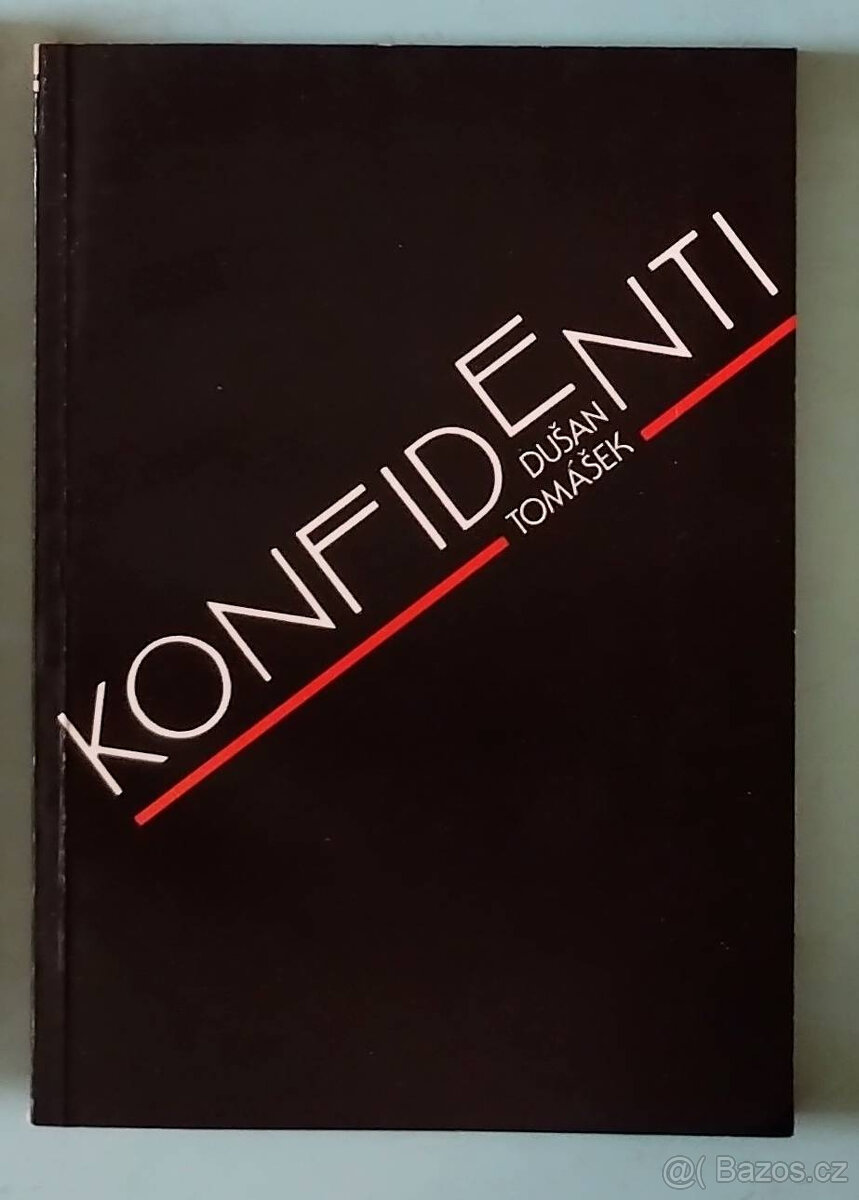 KONFIDENTI
DUŠAN
TOMÁŠEK
@( Bazos.cz